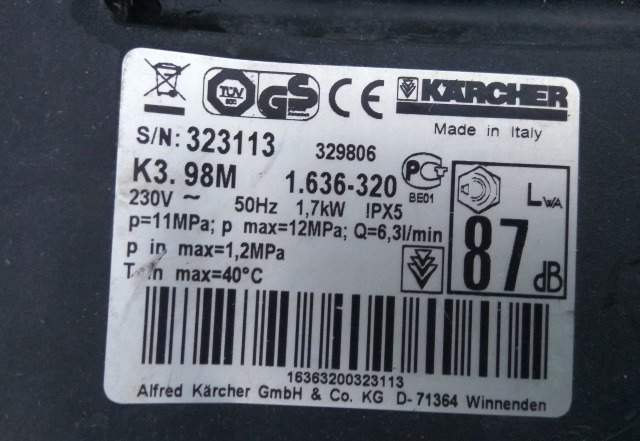 TÜV GS CE KÄRCHER
Made in Italy
S/N: 323113 329806
K3. 98M 1.636-320
BE01
230V ~ 50Hz 1,7kW IPX5
p=11MPa; p max=12MPa; Q=6,3l/min
p in max=1,2MPa
T in max=40°C
LWA
87 dB
16363200323113
Alfred Kärcher GmbH & Co. KG D-71364 Winnenden